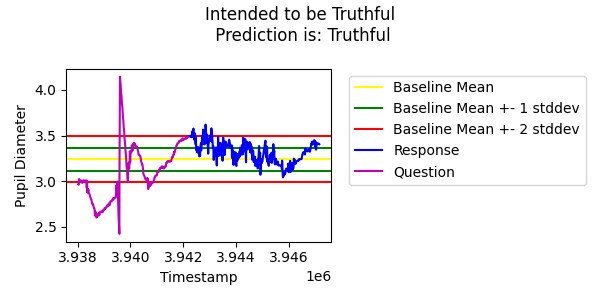 Intended to be Truthful
Prediction is: Truthful
Pupil Diameter
4.0
3.5
3.0
2.5
3.938 3.940 3.942 3.944 3.946
1e6
Timestamp
Baseline Mean
Baseline Mean +- 1 stddev
Baseline Mean +- 2 stddev
Response
Question